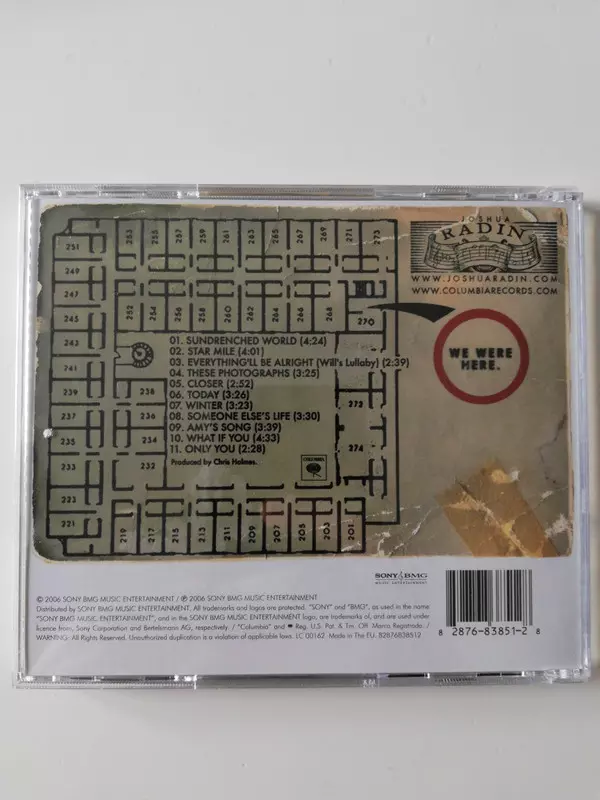 251
253
255
257
259
261
263
265
267
269
271
273
249
247
245
243
741
239
237
235
233
223
221
252
254
256
258
260
262
264
266
268
270
JOSHUA
RADIN
WWW.JOSHUARADIN.COM
WWW.COLUMBIARECORDS.COM
WE WERE
HERE.
01. SUNDRENCHED WORLD (4:24)
02. STAR MILE (4:01)
03. EVERYTHING'LL BE ALRIGHT (Will's Lullaby) (2:39)
04. THESE PHOTOGRAPHS (3:25)
05. CLOSER (2:52)
06. TODAY (3:26)
07. WINTER (3:23)
08. SOMEONE ELSE'S LIFE (3:30)
09. AMY'S SONG (3:39)
10. WHAT IF YOU (4:33)
11. ONLY YOU (2:28)
Produced by Chris Holmes.
COLUMBIA
238
236
234
232
274
219
217
215
213
211
209
207
205
203
201
SONY BMG
MUSIC ENTERTAINMENT
© 2006 SONY BMG MUSIC ENTERTAINMENT / ℗ 2006 SONY BMG MUSIC ENTERTAINMENT
Distributed by SONY BMG MUSIC ENTERTAINMENT. All trademarks and logos are protected. "SONY" and "BMG", as used in the name
"SONY BMG MUSIC ENTERTAINMENT", and in the SONY BMG MUSIC ENTERTAINMENT logo, are trademarks of, and are used under
licence from, Sony Corporation and Bertelsmann AG, respectively. / "Columbia" and Reg. U.S. Pat. & Tm. Off. Marca Registrada. /
WARNING: All Rights Reserved. Unauthorized duplication is a violation of applicable laws. LC 00162. Made in The EU. 82876838512
8 2876-83851-2 8